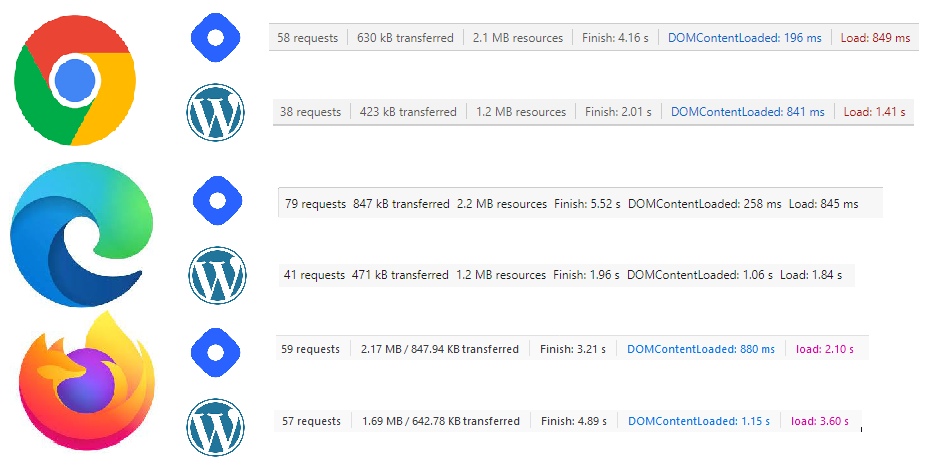 58 requests 630 kB transferred 2.1 MB resources Finish: 4.16 s DOMContentLoaded: 196 ms Load: 849 ms
38 requests 423 kB transferred 1.2 MB resources Finish: 2.01 s DOMContentLoaded: 841 ms Load: 1.41 s
79 requests 847 kB transferred 2.2 MB resources Finish: 5.52 s DOMContentLoaded: 258 ms Load: 845 ms
41 requests 471 kB transferred 1.2 MB resources Finish: 1.96 s DOMContentLoaded: 1.06 s Load: 1.84 s
59 requests 2.17 MB / 847.94 KB transferred Finish: 3.21 s DOMContentLoaded: 880 ms load: 2.10 s
57 requests 1.69 MB / 642.78 KB transferred Finish: 4.89 s DOMContentLoaded: 1.15 s load: 3.60 s